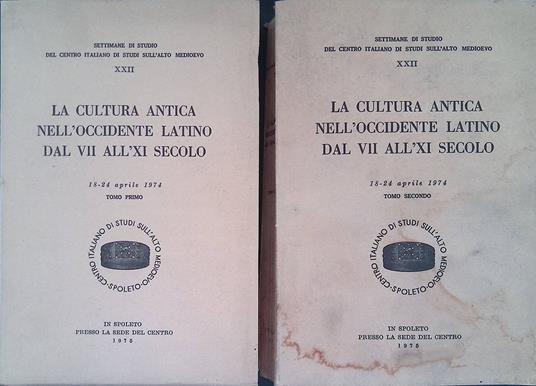 SETTIMANE DI STUDIO
DEL CENTRO ITALIANO DI STUDI SULL'ALTO MEDIOEVO
XXII
LA CULTURA ANTICA
NELL'OCCIDENTE LATINO
DAL VII ALL'XI SECOLO
18-24 aprile 1974
TOMO PRIMO
CENTRO ITALIANO DI STUDI SULL'ALTO MEDIOEVO
·SPOLETO·
IN SPOLETO
PRESSO LA SEDE DEL CENTRO
1975
SETTIMANE DI STUDIO
DEL CENTRO ITALIANO DI STUDI SULL'ALTO MEDIOEVO
XXII
LA CULTURA ANTICA
NELL'OCCIDENTE LATINO
DAL VII ALL'XI SECOLO
18-24 aprile 1974
TOMO SECONDO
CENTRO ITALIANO DI STUDI SULL'ALTO MEDIOEVO
·SPOLETO·
IN SPOLETO
PRESSO LA SEDE DEL CENTRO
1975